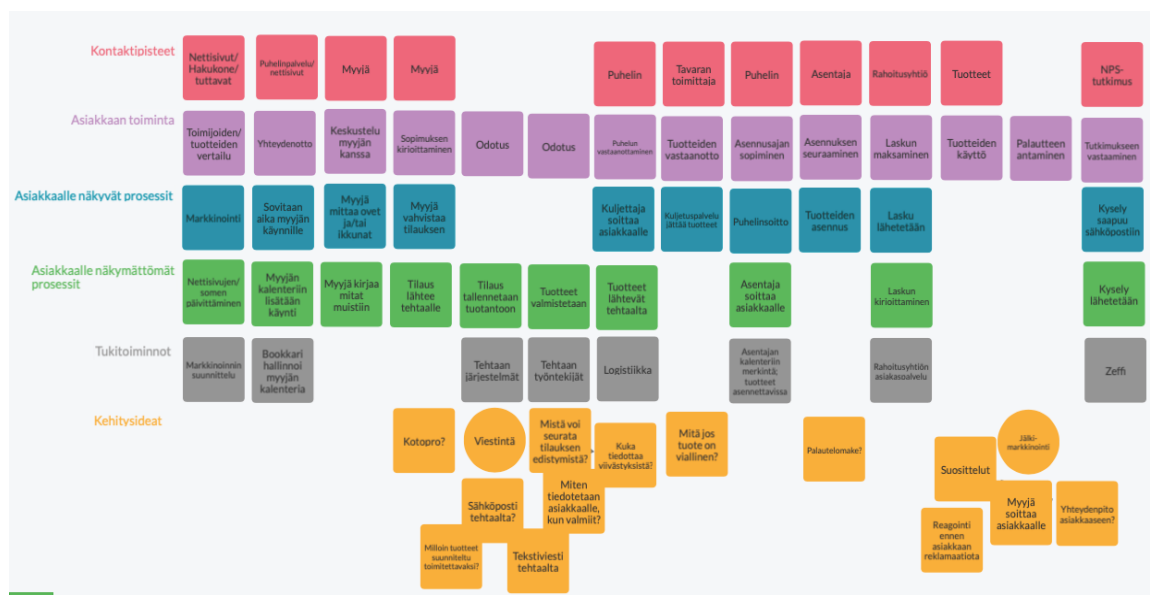 Kontaktipisteet
Nettisivut/
Hakukone/
tuttavat
Puhelinpalvelu/
nettisivut
Myyjä
Myyjä
Puhelin
Tavaran
toimittaja
Puhelin
Asentaja
Rahoitusyhtiö
Tuotteet
NPS-
tutkimus
Asiakkaan toiminta
Toimijoiden/
tuotteiden
vertailu
Yhteydenotto
Keskustelu
myyjän
kanssa
Sopimuksen
kirioittaminen
Odotus
Odotus
Puhelun
vastaanottaminen
Tuotteiden
vastaanotto
Asennusajan
sopiminen
Asennuksen
seuraaminen
Laskun
maksaminen
Tuotteiden
käyttö
Palautteen
antaminen
Tutkimukseen
vastaaminen
Asiakkaalle näkyvät prosessit
Markkinointi
Sovitaan
aika myyjän
käynnille
Myyjä
mittaa ovet
ja/tai
ikkunat
Myyjä
vahvistaa
tilauksen
Kuljettaja
soittaa
asiakkaalle
Kuljetuspalvelu
jättää tuotteet
Puhelinsoitto
Tuotteiden
asennus
Lasku
lähetetään
Kysely
saapuu
sähköpostiin
Asiakkaalle näkymättömät
prosessit
Nettisivujen/
somen
päivittäminen
Myyjän
kalenteriin
lisätään
käynti
Myyjä kirjaa
mitat
muistiin
Tilaus
lähtee
tehtaalle
Tilaus
tallennetaan
tuotantoon
Tuotteet
valmistetaan
Tuotteet
lähtevät
tehtaalta
Asentaja
soittaa
asiakkaalle
Laskun
kirioittaminen
Kysely
lähetetään
Tukitoiminnot
Markkinoinnin
suunnittelu
Bookkari
hallinnoi
myyjän
kalenteria
Tehtaan
järjestelmät
Tehtaan
työntekijät
Logistiikka
Asentajan
kalenteriin
merkintä;
tuotteet
asennettavissa
Rahoitusyhtiön
asiakasoalvelu
Zeffi
Kehitysideat
Kotopro?
Viestintä
Mistä voi
seurata
tilauksen
edistymistä?
Kuka
tiedottaa
viivästyksistä?
Mitä jos
tuote on
viallinen?
Palautelomake?
Suosittelut
Jälki-
markkinointi
Sähköposti
tehtaalta?
Miten
tiedotetaan
asiakkaalle,
kun valmiit?
Myyjä
soittaa
asiakkaalle
Yhteydenpito
asiakkaaseen?
Milloin tuotteet
suunniteltu
toimitettavaksi?
Tekstiviesti
tehtaalta
Reagointi
ennen
asiakkaan
reklamaatiota